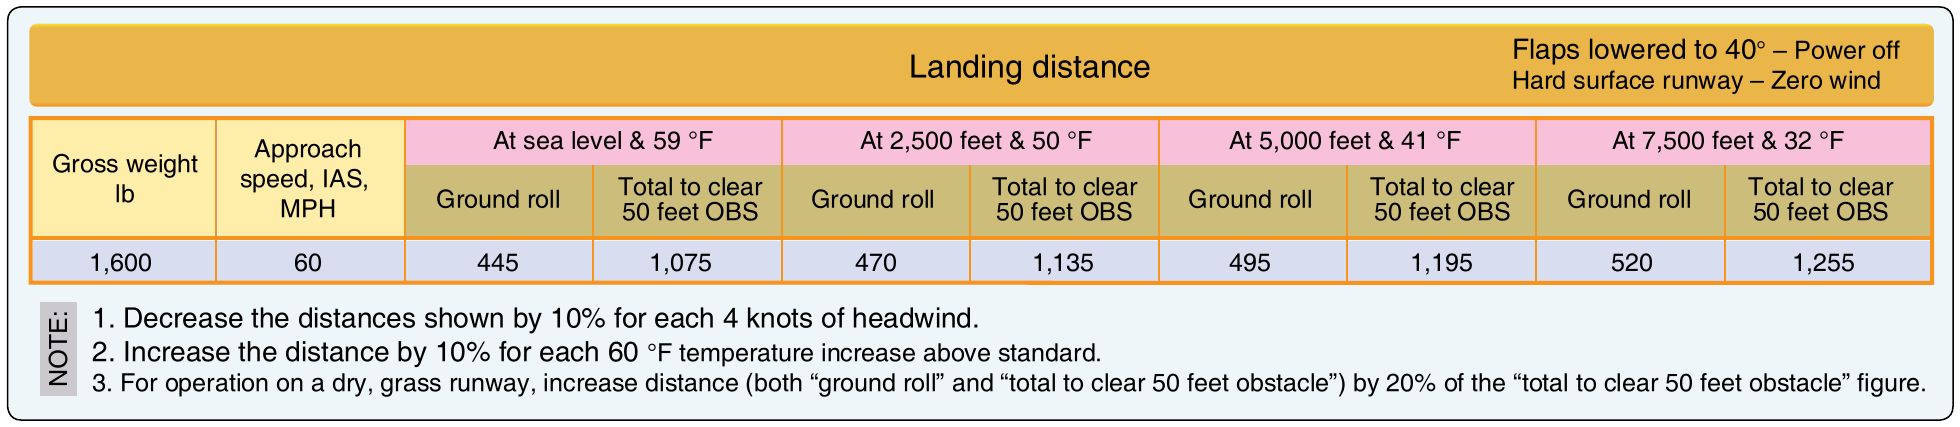 Landing distance
Flaps lowered to 40° – Power off
Hard surface runway – Zero wind
Gross weight
lb
Approach
speed, IAS,
MPH
At sea level & 59 °F
At 2,500 feet & 50 °F
At 5,000 feet & 41 °F
At 7,500 feet & 32 °F
Ground roll
Total to clear
50 feet OBS
Ground roll
Total to clear
50 feet OBS
Ground roll
Total to clear
50 feet OBS
Ground roll
Total to clear
50 feet OBS
1,600 60 445 1,075 470 1,135 495 1,195 520 1,255
NOTE:
1. Decrease the distances shown by 10% for each 4 knots of headwind.
2. Increase the distance by 10% for each 60 °F temperature increase above standard.
3. For operation on a dry, grass runway, increase distance (both “ground roll” and “total to clear 50 feet obstacle”) by 20% of the “total to clear 50 feet obstacle” figure.